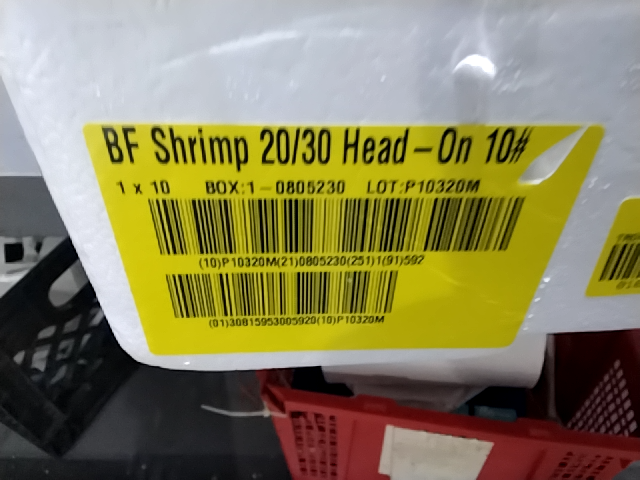 BF Shrimp 20/30 Head-On 10#
1 x 10 BOX:1-0805230 LOT:P10320M
(10)P10320M(21)0805230(251)1(91)592
(01)30815953005920(10)P10320M